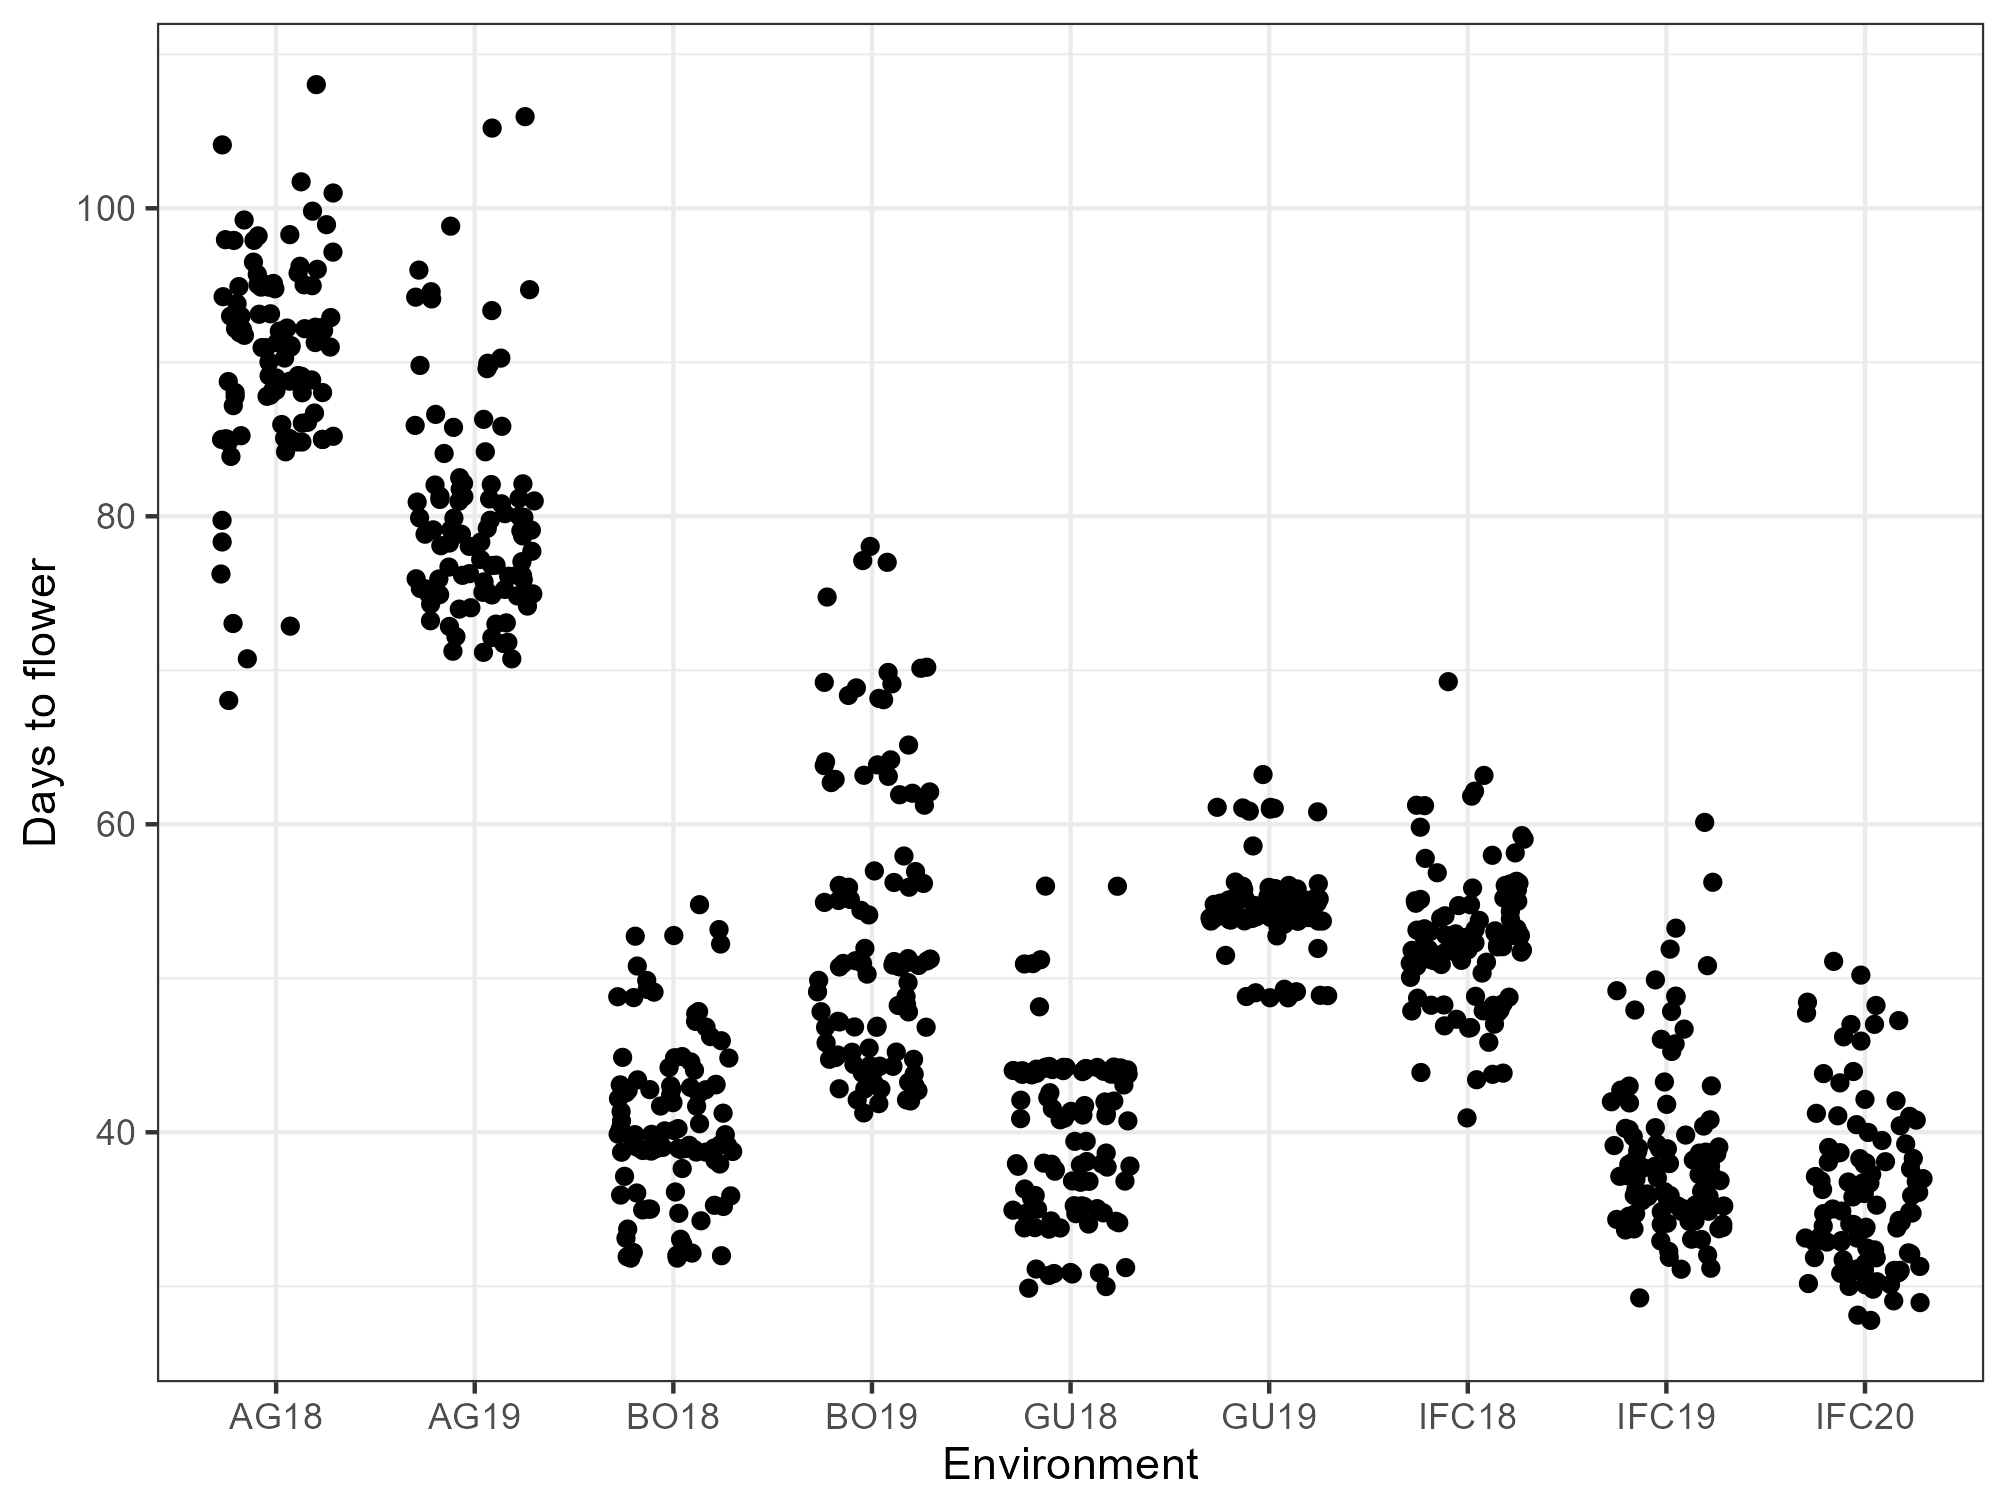 Days to flower
100
80
60
40
AG18 AG19 BO18 BO19 GU18 GU19 IFC18 IFC19 IFC20
Environment